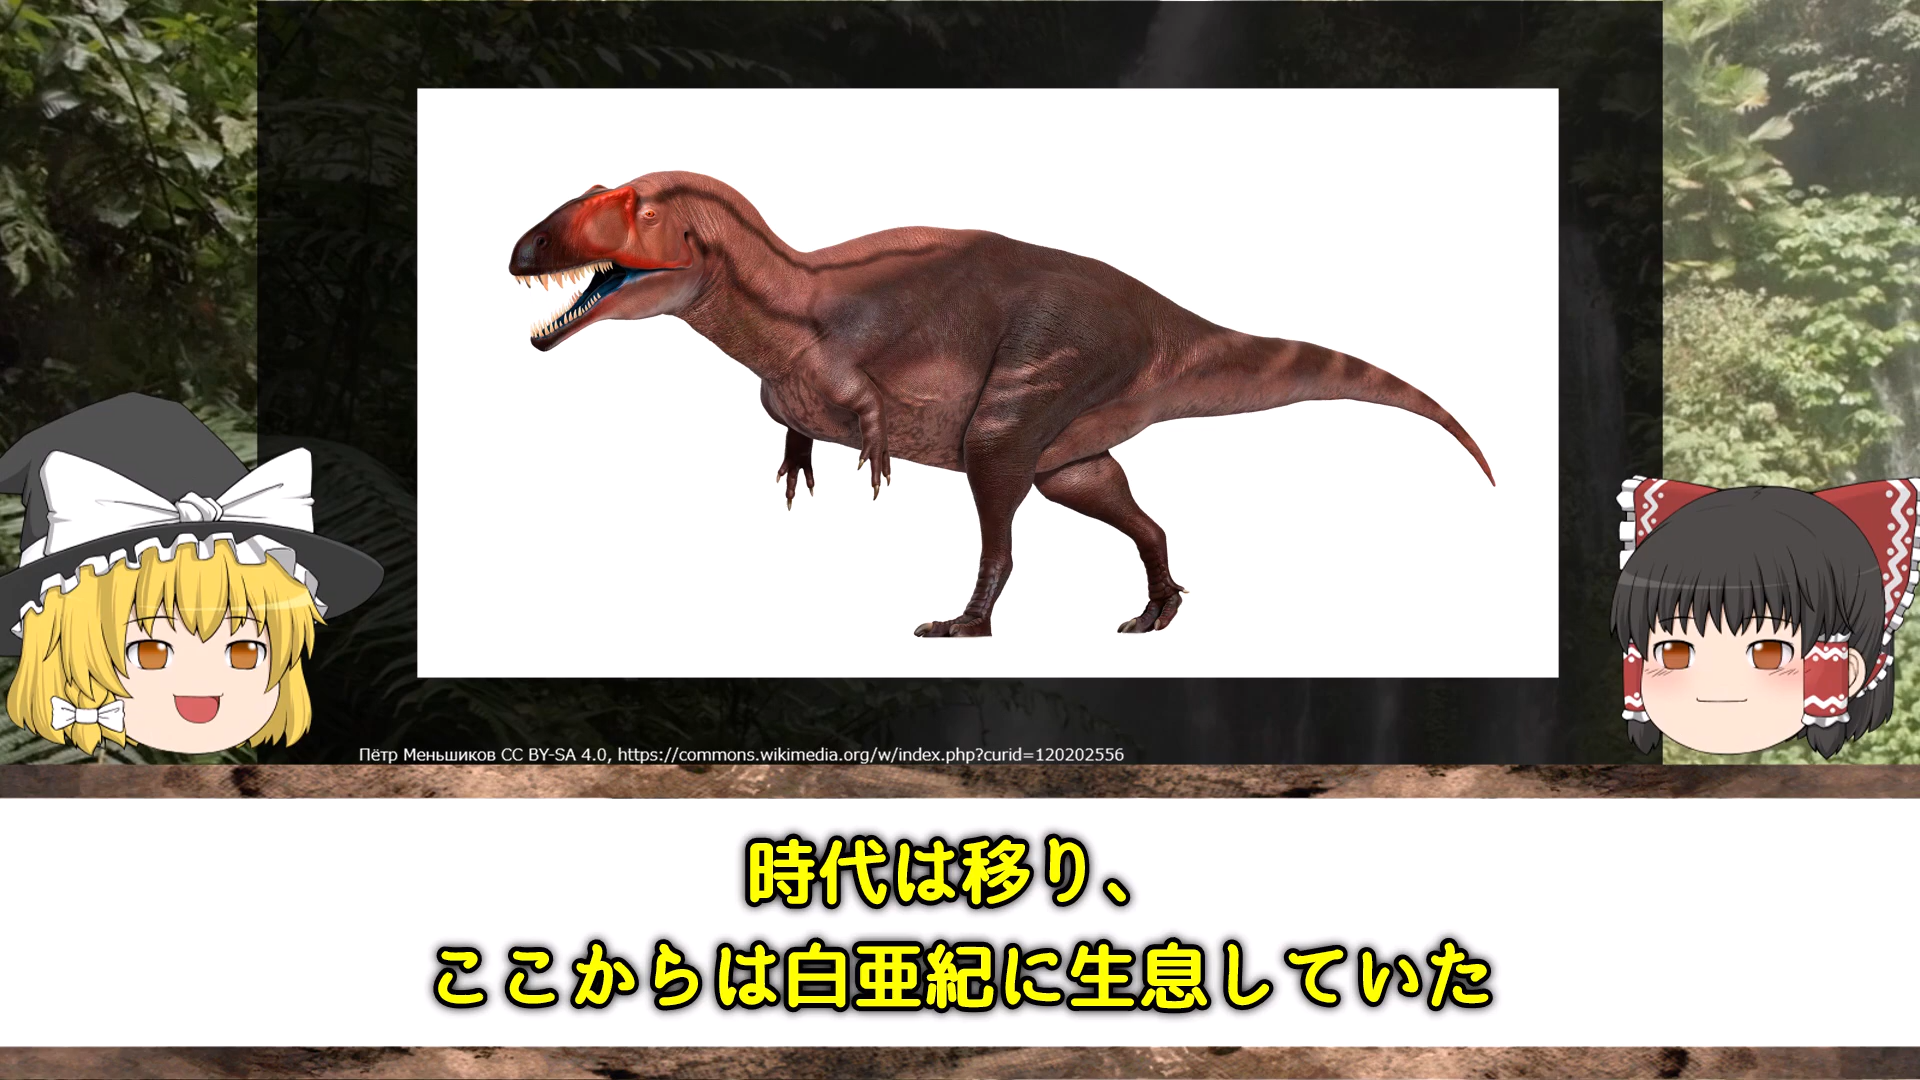 Пётр Меньшиков CC BY-SA 4.0, https://commons.wikimedia.org/w/index.php?curid=120202556
時代は移り、
ここからは白亜紀に生息していた